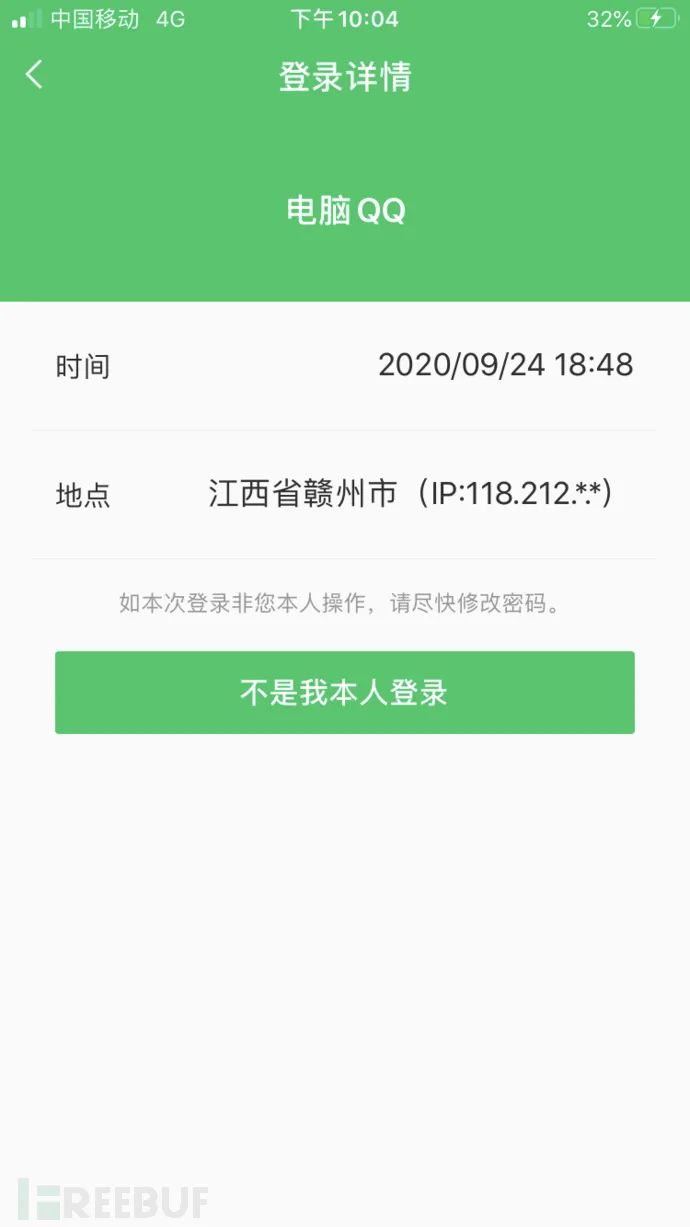 中国移动 4G 下午10:04 32%
登录详情
电脑QQ
时间 2020/09/24 18:48
地点 江西省赣州市（IP:118.212.*.*）
如本次登录非您本人操作，请尽快修改密码。
不是我本人登录
FREEBUF